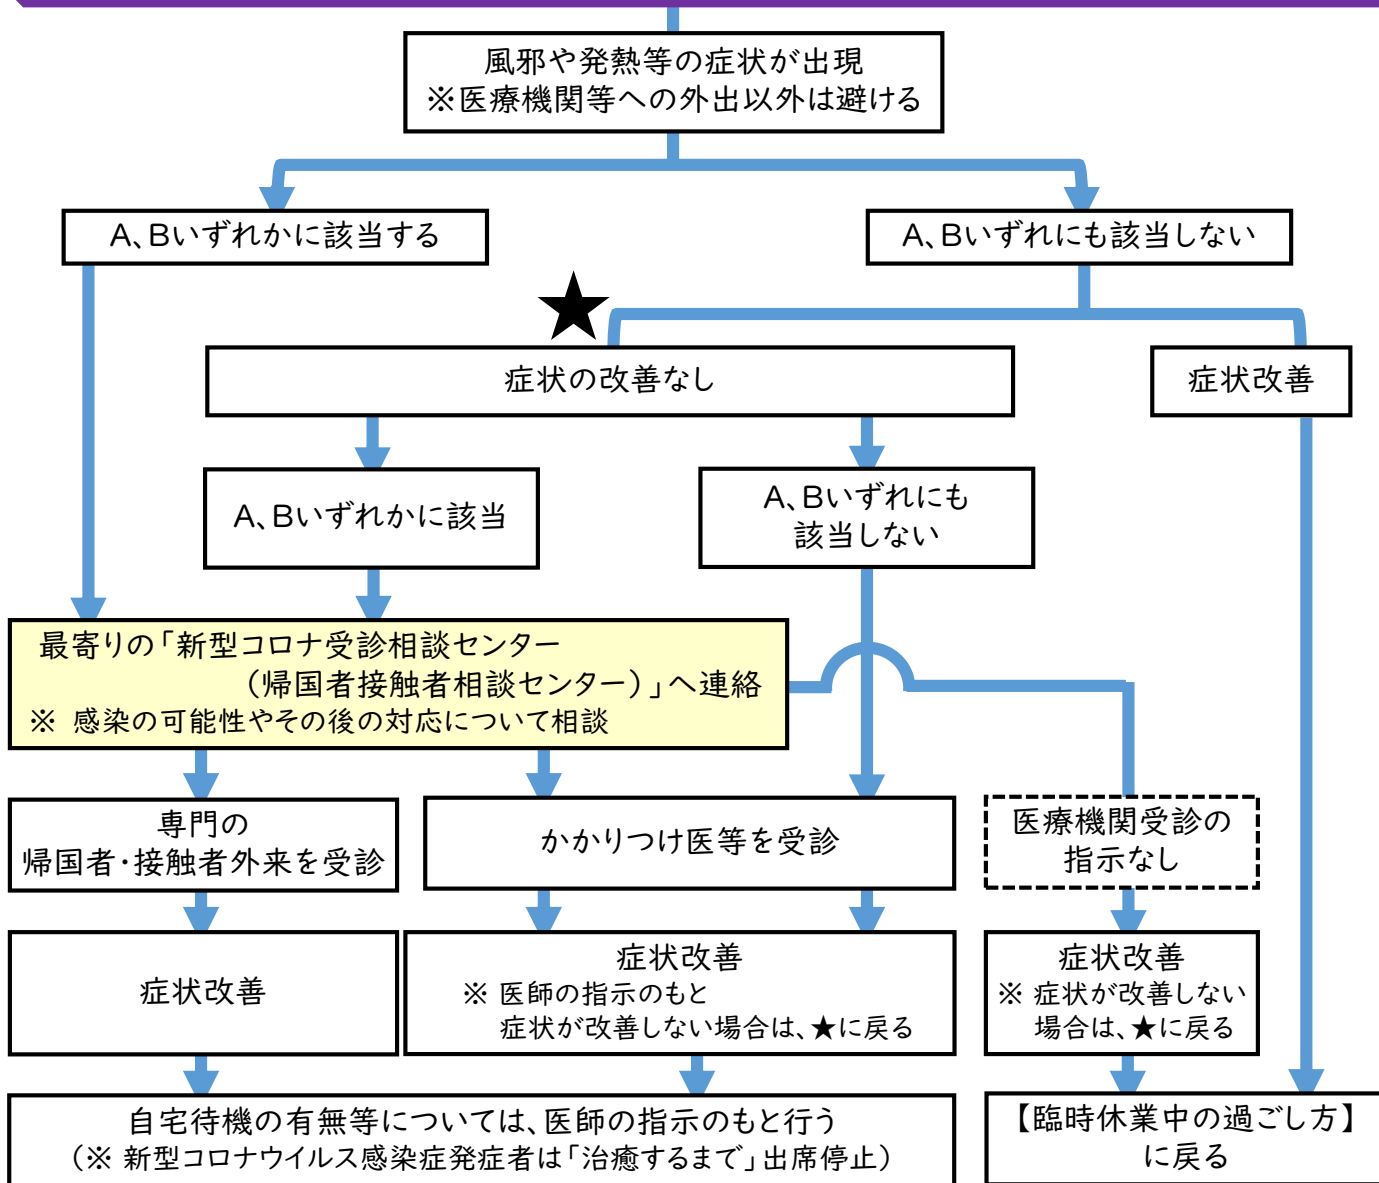 風邪や発熱等の症状が出現
※医療機関等への外出以外は避ける
A、Bいずれかに該当する
A、Bいずれにも該当しない
★
症状の改善なし
症状改善
A、Bいずれかに該当
A、Bいずれにも
該当しない
最寄りの「新型コロナ受診相談センター
(帰国者接触者相談センター)」へ連絡
※ 感染の可能性やその後の対応について相談
専門の
帰国者・接触者外来を受診
かかりつけ医等を受診
医療機関受診の
指示なし
症状改善
症状改善
※ 医師の指示のもと
症状が改善しない場合は、★に戻る
症状改善
※ 症状が改善しない
場合は、★に戻る
自宅待機の有無等については、医師の指示のもと行う
(※ 新型コロナウイルス感染症発症者は「治癒するまで」出席停止)
【臨時休業中の過ごし方】
に戻る